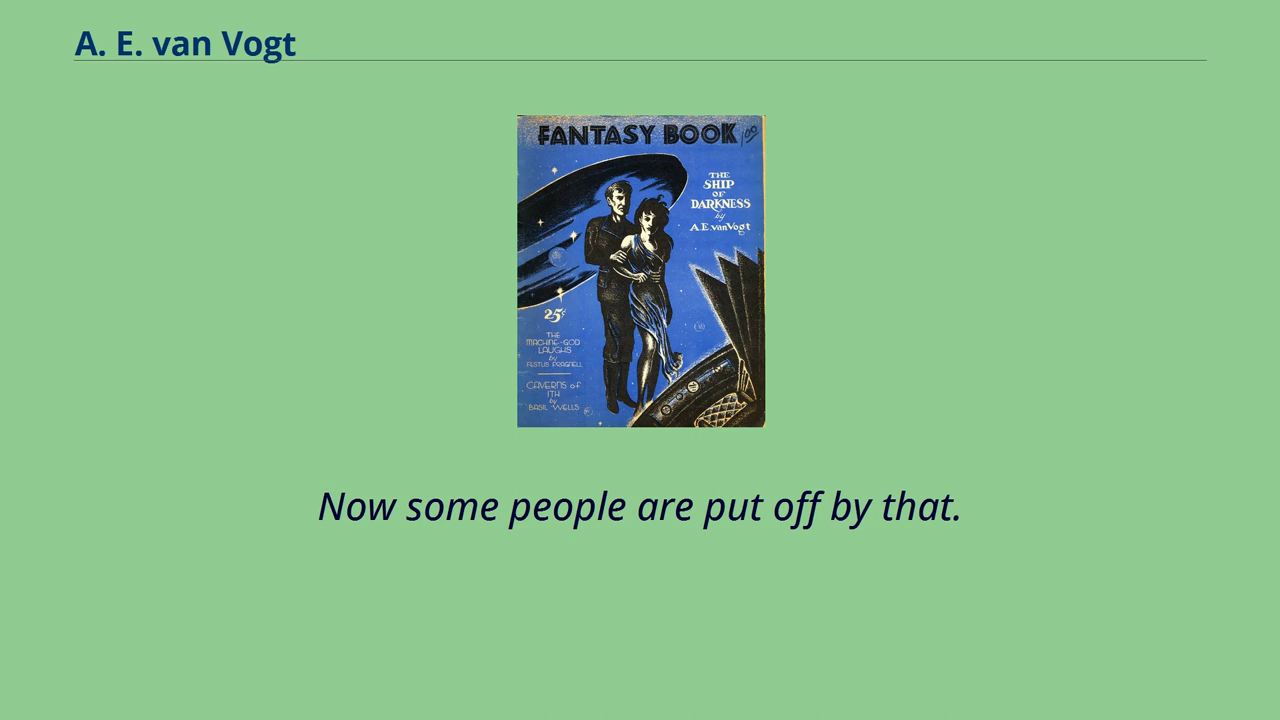 A. E. van Vogt
FANTASY BOOK
100
THE
SHIP
OF
DARKNESS
by
A.E. van Vogt
25¢
THE
MACHINE-GOD
LAUGHS
by
FESTUS PRAGNELL
CAVERNS of
ITH
by
BASIL WELLS
Now some people are put off by that.